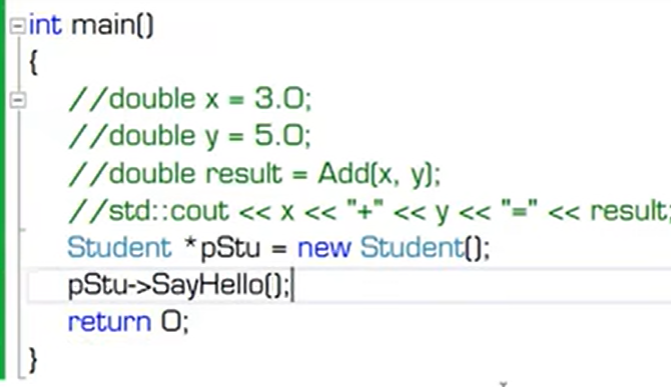 int main()
{
//double x = 3.0;
//double y = 5.0;
//double result = Add(x, y);
//std::cout << x << "+" << y << "=" << result;
Student *pStu = new Student();
pStu->SayHello();
return 0;
}